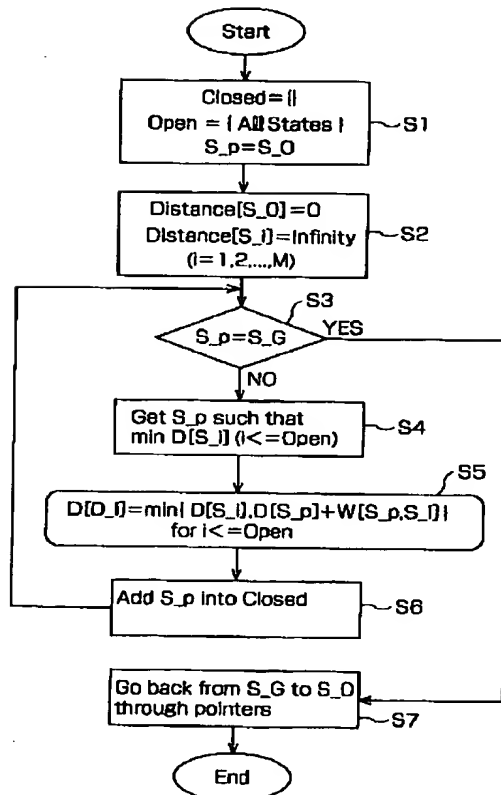 Start
Closed={}
Open = { All States }
S_p=S_0
S1
Distance[S_0]=0
Distance[S_i]=Infinity
(i=1,2,...,M)
S2
S3
S_p=S_G
YES
NO
Get S_p such that
min D[S_i] (i<=Open)
S4
S5
D[O_i]=min{ D[S_i],D[S_p]+W[S_p,S_i]}
for i<=Open
Add S_p into Closed
S6
Go back from S_G to S_0
through pointers
S7
End